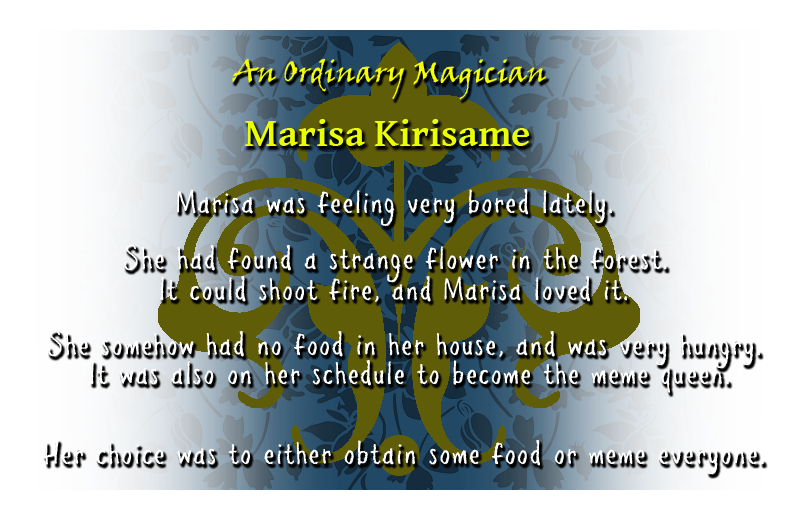 An Ordinary Magician
Marisa Kirisame
Marisa was feeling very bored lately.
She had found a strange flower in the forest.
It could shoot fire, and Marisa loved it.
She somehow had no food in her house, and was very hungry.
It was also on her schedule to become the meme queen.
Her choice was to either obtain some food or meme everyone.